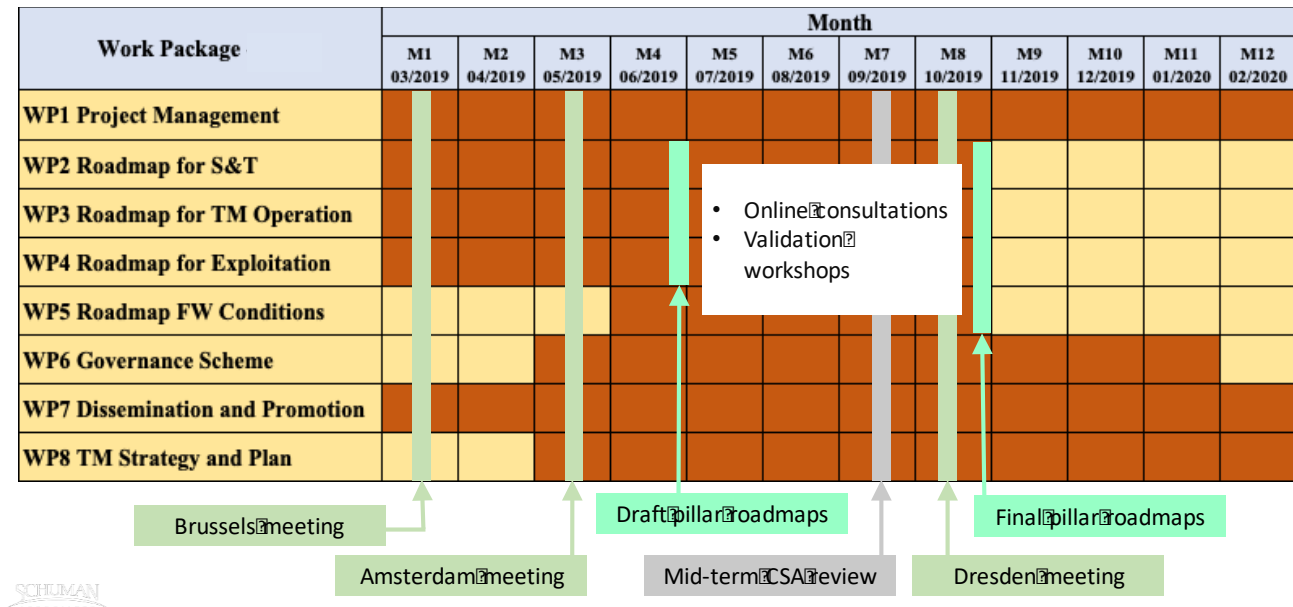 Work Package
Month
M1 M2 M3 M4 M5 M6 M7 M8 M9 M10 M11 M12
03/2019 04/2019 05/2019 06/2019 07/2019 08/2019 09/2019 10/2019 11/2019 12/2019 01/2020 02/2020
WP1 Project Management
WP2 Roadmap for S&T
WP3 Roadmap for TM Operation
WP4 Roadmap for Exploitation
WP5 Roadmap FW Conditions
WP6 Governance Scheme
WP7 Dissemination and Promotion
WP8 TM Strategy and Plan
• Online⍰consultations
• Validation⍰
workshops
Brussels⍰meeting
Draft⍰pillar⍰roadmaps
Final⍰pillar⍰roadmaps
Amsterdam⍰meeting
Mid-term⍰CSA⍰review
Dresden⍰meeting
SCHUMAN